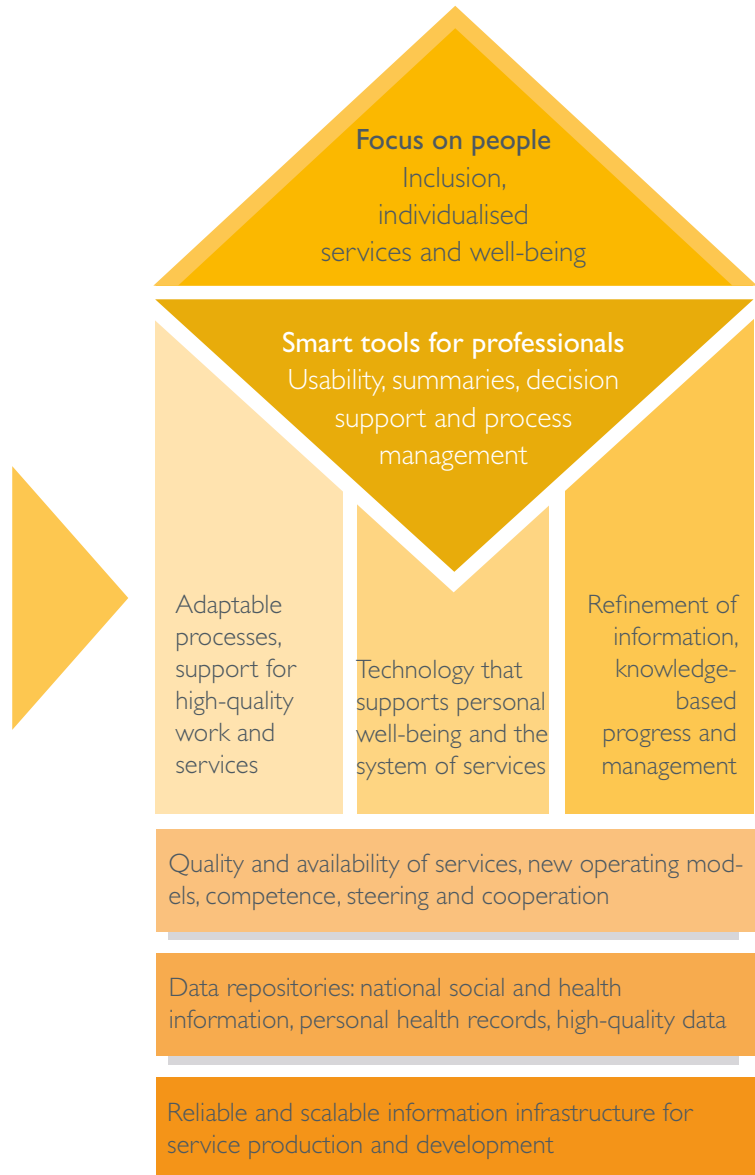 Focus on people
Inclusion,
individualised
services and well-being
Smart tools for professionals
Usability, summaries, decision
support and process
management
Adaptable
processes,
support for
high-quality
work and
services
Technology that
supports personal
well-being and the
system of services
Refinement of
information,
knowledge-
based
progress and
management
Quality and availability of services, new operating mod-
els, competence, steering and cooperation
Data repositories: national social and health
information, personal health records, high-quality data
Reliable and scalable information infrastructure for
service production and development